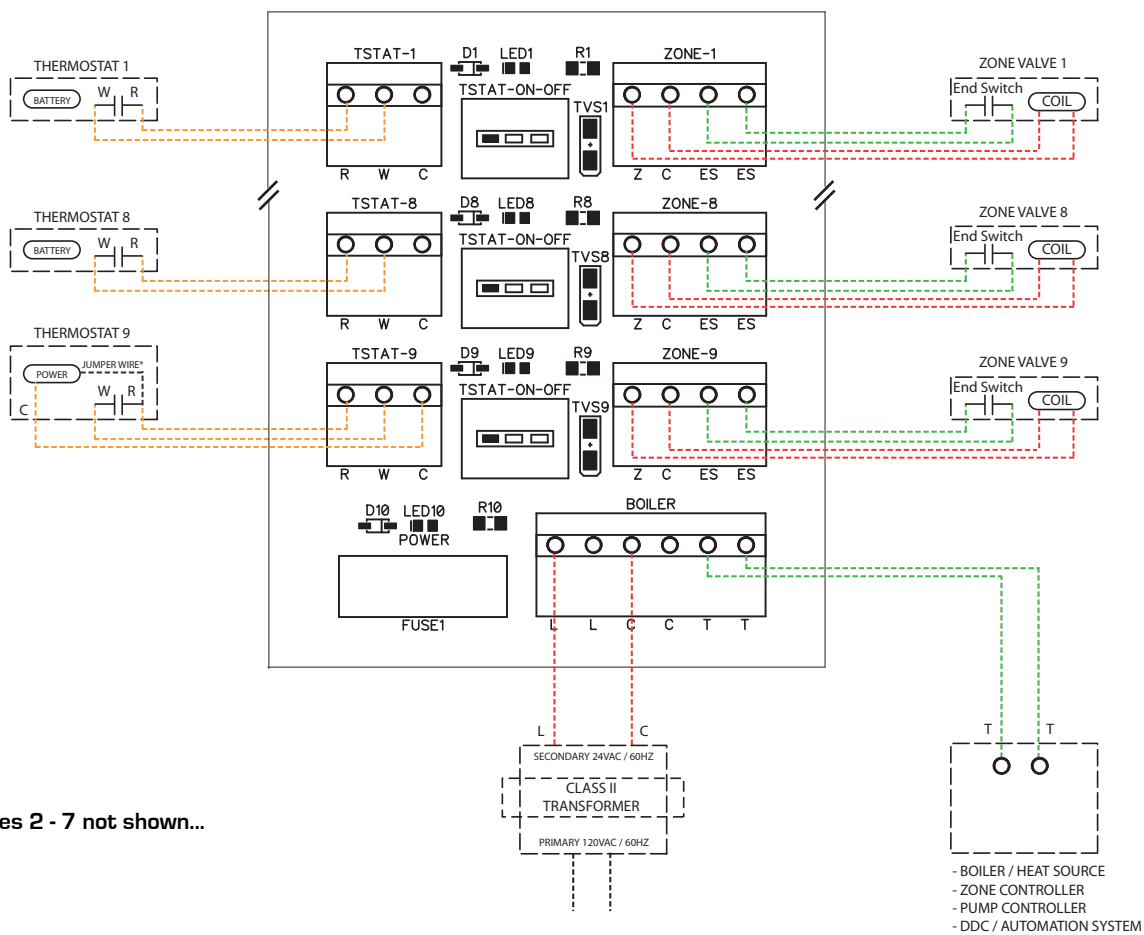 THERMOSTAT 1
BATTERY
W R
TSTAT-1
D1 LED1 R1
TSTAT-ON-OFF
TVS1
ZONE-1
R W C
Z C ES ES
ZONE VALVE 1
End Switch
COIL
THERMOSTAT 8
BATTERY
W R
TSTAT-8
D8 LED8 R8
TSTAT-ON-OFF
TVS8
ZONE-8
R W C
Z C ES ES
ZONE VALVE 8
End Switch
COIL
THERMOSTAT 9
POWER
JUMPER WIRE*
W R
C
TSTAT-9
D9 LED9 R9
TSTAT-ON-OFF
TVS9
ZONE-9
R W C
Z C ES ES
ZONE VALVE 9
End Switch
COIL
D10 LED10 R10
POWER
FUSE1
BOILER
L L C C T T
L C
SECONDARY 24VAC / 60HZ
CLASS II
TRANSFORMER
PRIMARY 120VAC / 60HZ
T T
- BOILER / HEAT SOURCE
- ZONE CONTROLLER
- PUMP CONTROLLER
- DDC / AUTOMATION SYSTEM
es 2 - 7 not shown...